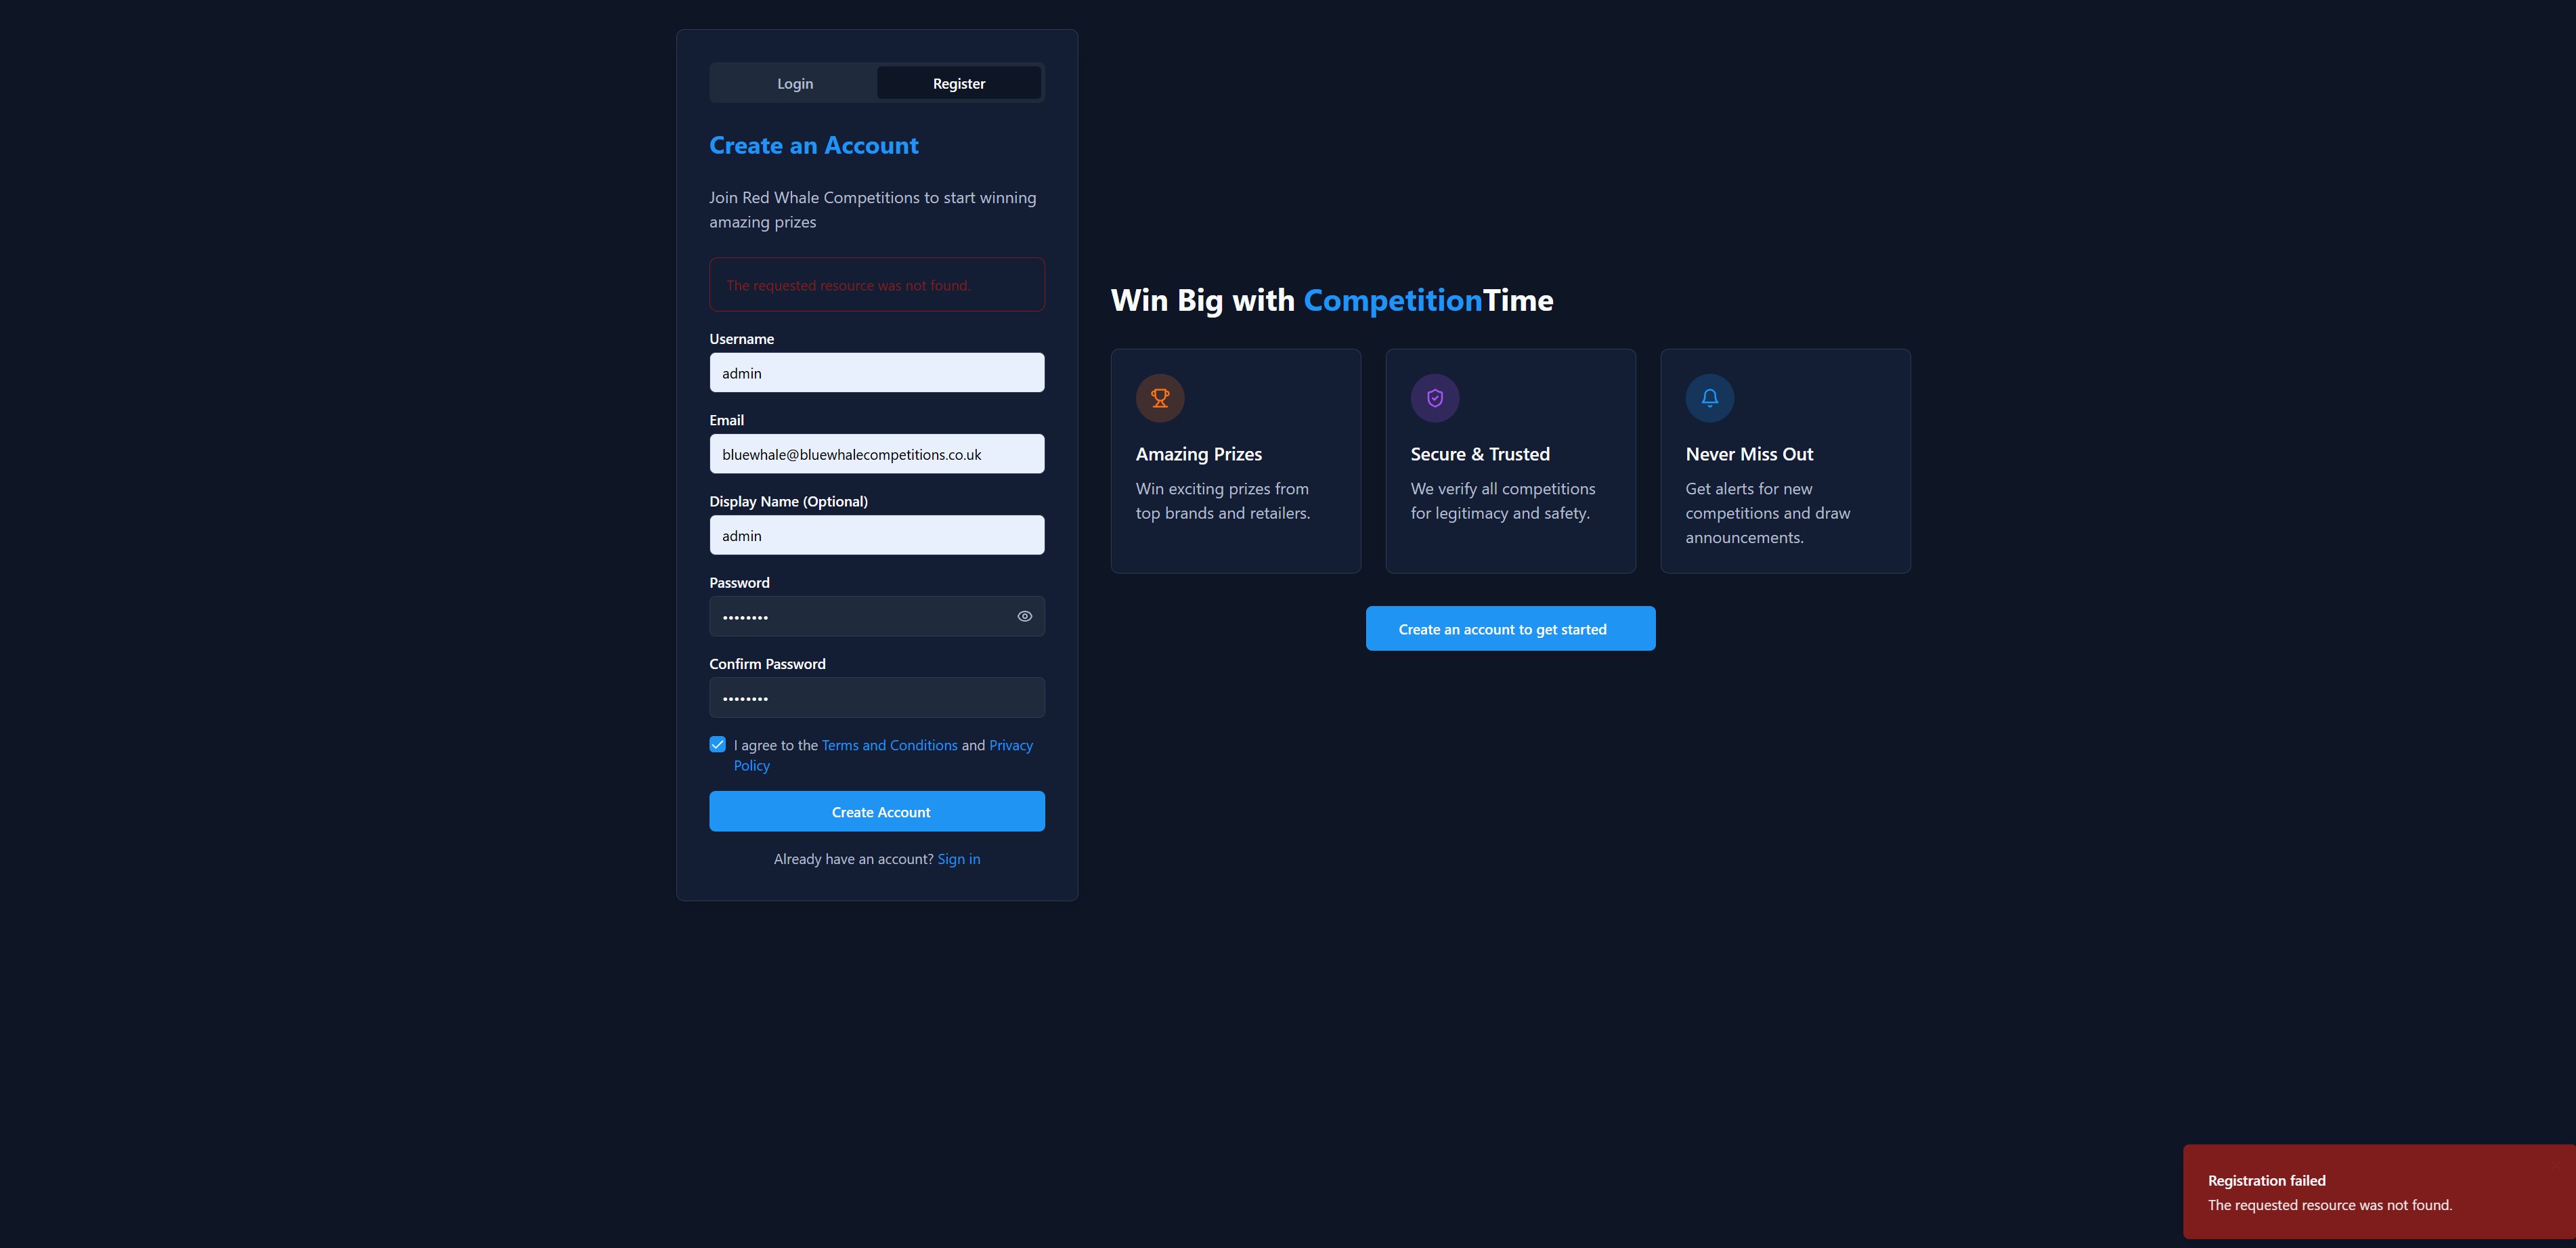 Login
Register
Create an Account
Join Red Whale Competitions to start winning
amazing prizes
The requested resource was not found.
Username
admin
Email
bluewhale@bluewhalecompetitions.co.uk
Display Name (Optional)
admin
Password
••••••••
Confirm Password
••••••••
I agree to the Terms and Conditions and Privacy
Policy
Create Account
Already have an account? Sign in
Win Big with CompetitionTime
Amazing Prizes
Win exciting prizes from
top brands and retailers.
Secure & Trusted
We verify all competitions
for legitimacy and safety.
Never Miss Out
Get alerts for new
competitions and draw
announcements.
Create an account to get started
Registration failed
The requested resource was not found.